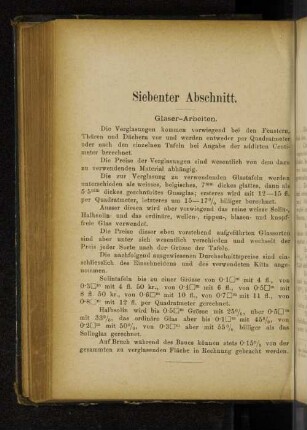 Siebenter Abschnitt.
Glaser-Arbeiten.
Die Verglasungen kommen vorwiegend bei den Fenstern,
Thüren und Dächern vor und werden entweder per Quadratmeter
oder nach den einzelnen Tafeln bei Angabe der addirten Centi-
meter berechnet.
Die Preise der Verglasungen sind wesentlich von dem dazu
zu verwendenden Material abhängig.
Die zur Verglasung zu verwendenden Glastafeln werden
unterschieden als weisses, belgisches, 7 mm dickes glattes, dann als
dickes geschnürltes Gussglas; ersteres wird mit 12—15 fl.
per Quadratmeter, letzteres um 15—17% billiger berechnet.
Ausser diesem wird aber vorwiegend das reine weisse Solin-,
Halbsolin- und das ordinäre, wellen-, rippen-, blasen- und knopf-
freie Glas verwendet.
Die Preise dieser eben vorstehend aufgeführten Glassorten
sind aber unter sich wesentlich verschieden und wechselt der
Preis jeder Sorte nach der Grösse der Tafeln.
Die nachfolgend ausgewiesenen Durchschnittspreise sind ein-
schliesslich des Einschneidens und des verwendeten Kitts ange-
nommen.
Solintafeln bis zu einer Grösse von 0·1□m mit 4 fl., von
0·2□m mit 4 fl. 50 kr., von 0·4□m mit 6 fl., von 0·5□m mit
8 fl. 50 kr., von 0·6□m mit 10 fl., von 0·7□m mit 11 fl., von
0·8□m mit 12 fl. per Quadratmeter gerechnet.
Halbsolin wird bis 0·5□m Grösse mit 25%, über 0·5□m
mit 35%, das ordinäre Glas aber bis 0·1□m mit 45%, von
0·2□m mit 50%, von 0·3□m aber mit 55% billiger als das
Solinglas gerechnet.
Auf Bruch während des Baues können stets 0·15% von der
gesammten zu verglasenden Fläche in Rechnung gebracht werden.